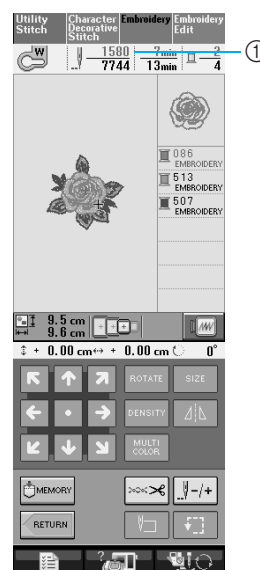 Utility Stitch
Character Decorative Stitch
Embroidery
Embroidery Edit
W
1580
7744
7min
13min
2
4
1
086
EMBROIDERY
513
EMBROIDERY
507
EMBROIDERY
9.5 cm
9.6 cm
+ 0.00 cm
+ 0.00 cm
0°
ROTATE
SIZE
DENSITY
MULTI COLOR
MEMORY
-/+
RETURN
?